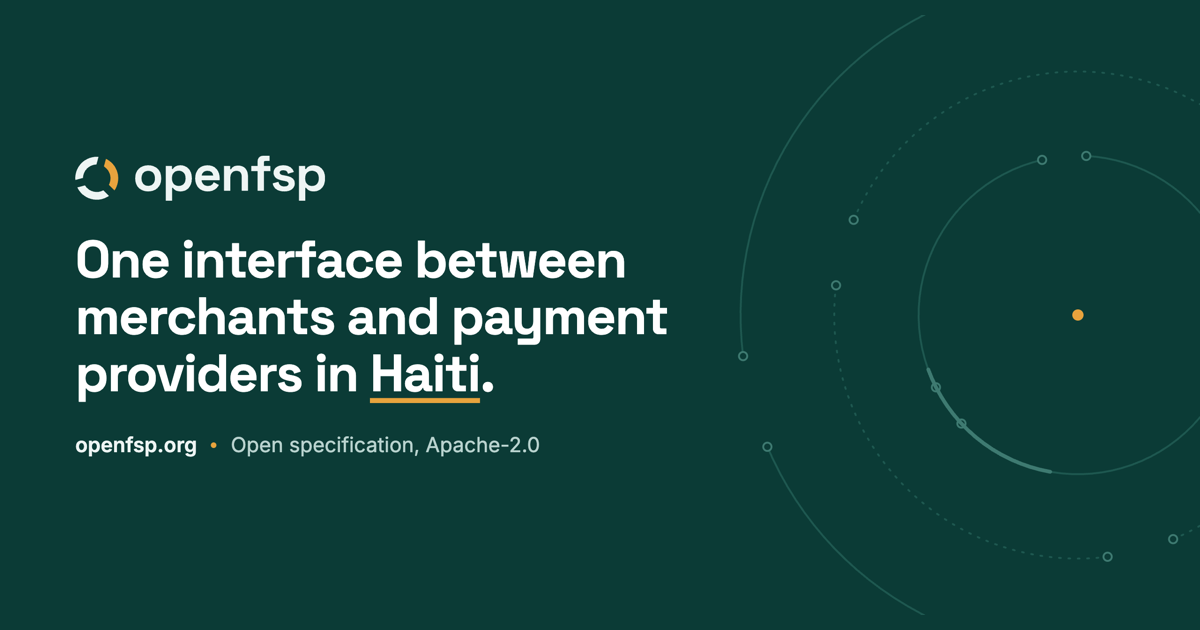 openfsp
One interface between
merchants and payment
providers in Haiti.
openfsp.org • Open specification, Apache-2.0